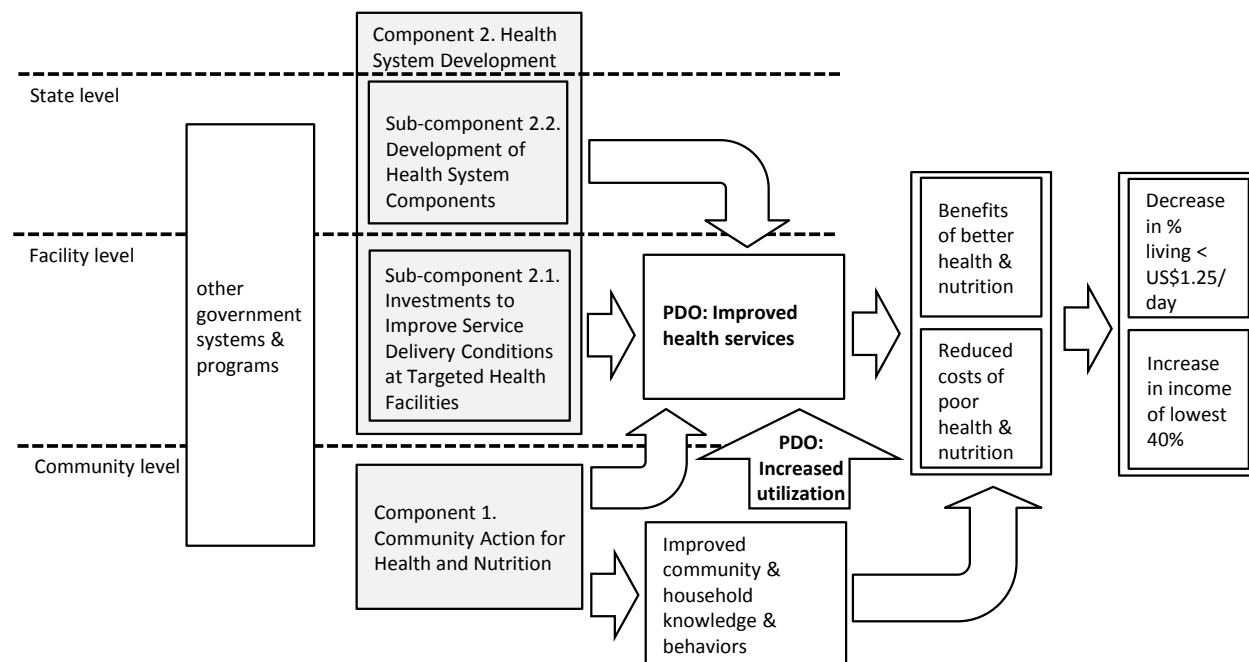 Component 2. Health
System Development
State level
Sub-component 2.2.
Development of
Health System
Components
Facility level
other
government
systems &
programs
Sub-component 2.1.
Investments to
Improve Service
Delivery Conditions
at Targeted Health
Facilities
PDO: Improved
health services
Benefits
of better
health &
nutrition
Reduced
costs of
poor
health &
nutrition
Decrease
in %
living <
US$1.25/
day
Increase
in income
of lowest
40%
Community level
PDO:
Increased
utilization
Component 1.
Community Action for
Health and Nutrition
Improved
community &
household
knowledge &
behaviors